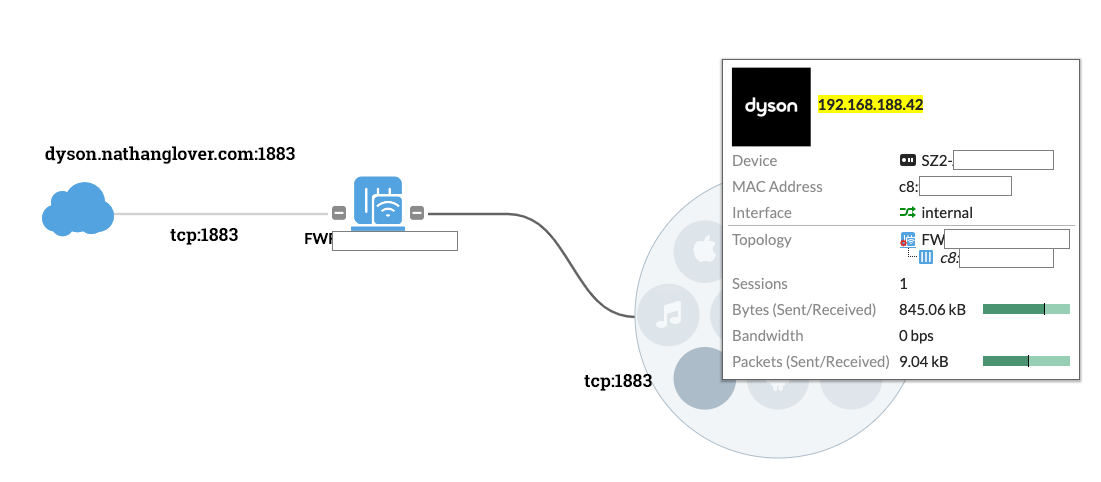 dyson.nathanglover.com:1883
tcp:1883
FWF
tcp:1883
dyson
192.168.188.42
Device SZ2-
MAC Address c8:
Interface internal
Topology FW
c8:
Sessions 1
Bytes (Sent/Received) 845.06 kB
Bandwidth 0 bps
Packets (Sent/Received) 9.04 kB